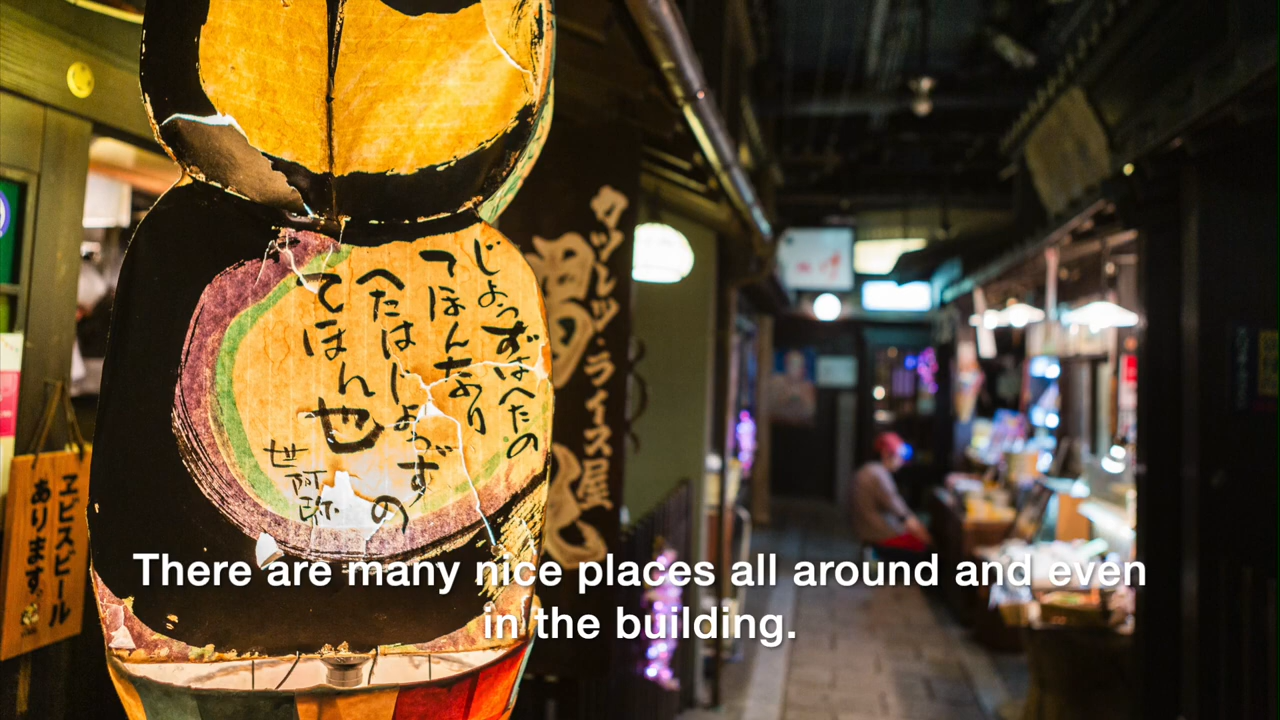 じょうずはへたの
てほんなり
へたはじょうずの
てほん也
世阿弥
カツレツ・ライス屋
ヱビスビール
あります。
There are many nice places all around and even
in the building.